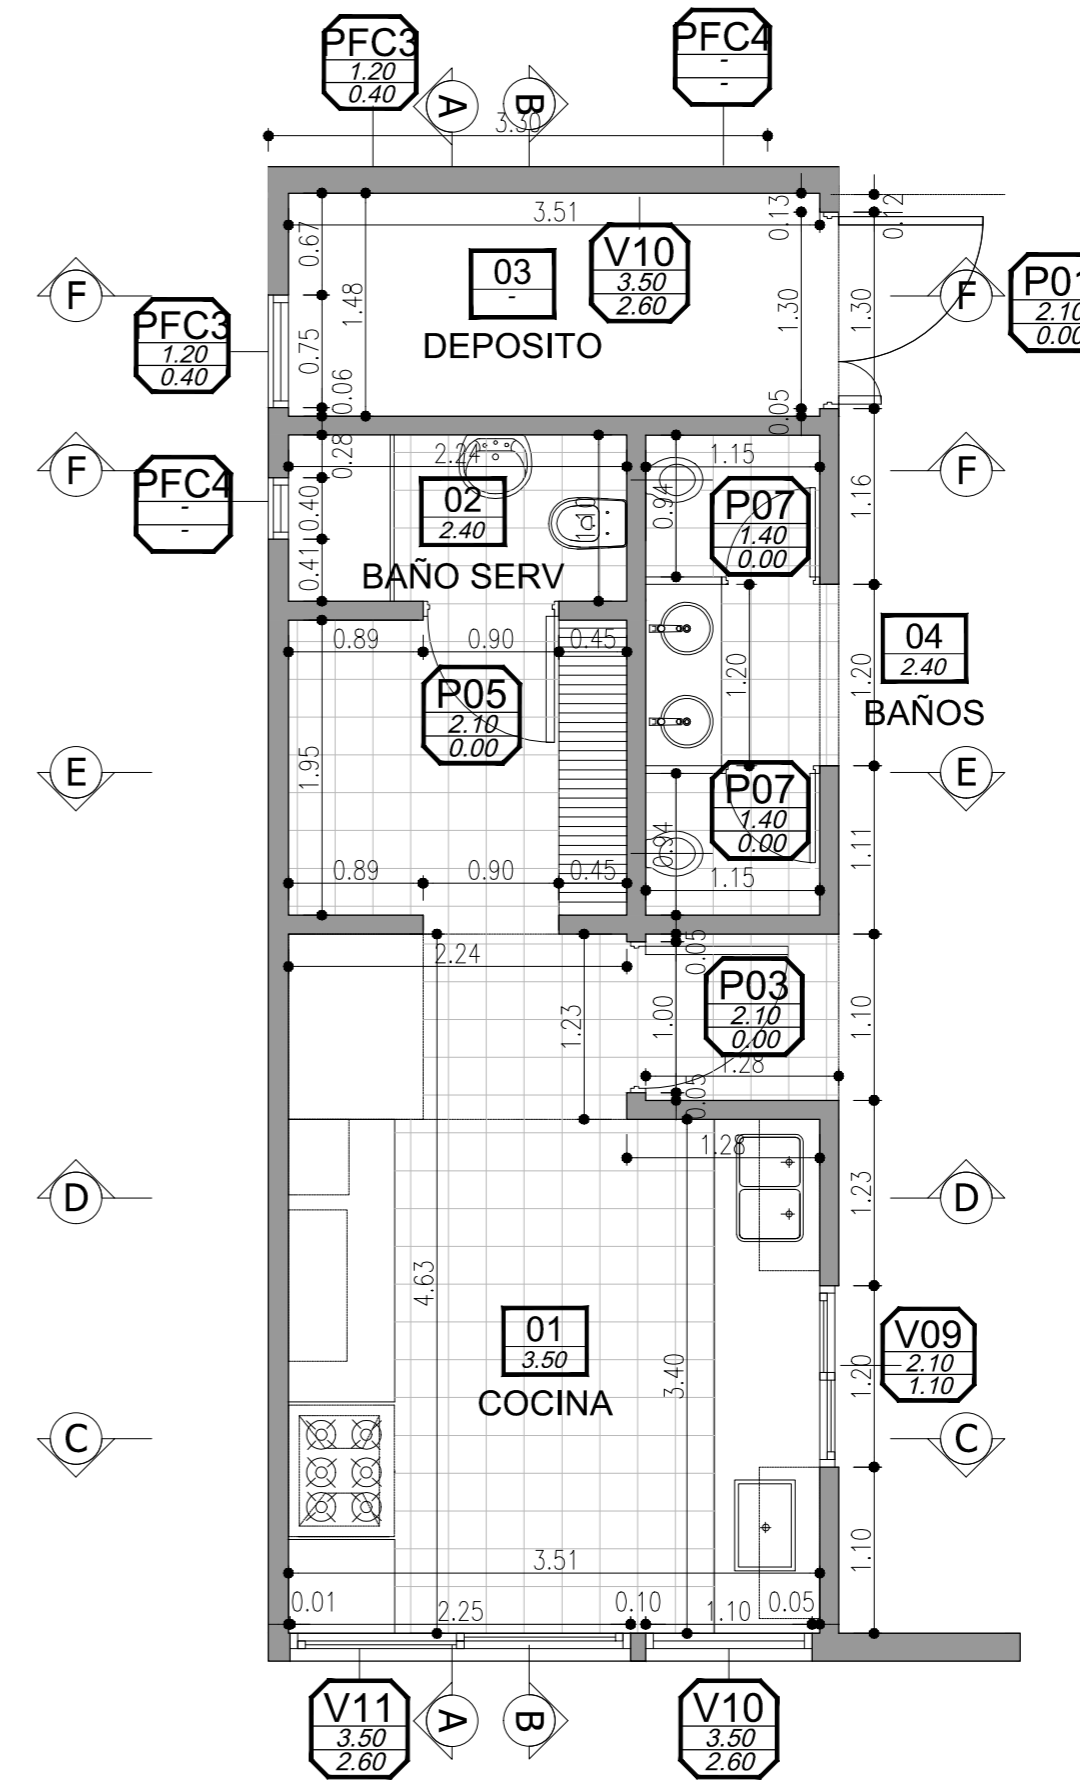 PFC3
1.20
0.40
PFC4
-
-
A
B
3.30
3.51
0.13
0.12
0.67
03
-
V10
3.50
2.60
DEPOSITO
F
F
P01
2.10
0.00
1.48
1.30
1.30
PFC3
1.20
0.40
0.75
0.06
0.05
F
F
0.28
2.24
1.15
PFC4
-
-
0.40
02
2.40
0.94
P07
1.40
0.00
1.16
0.41
BAÑO SERV
0.89
0.90
0.45
04
2.40
BAÑOS
1.20
1.20
P05
2.10
0.00
E
E
1.95
P07
1.40
0.00
0.94
1.11
0.89
0.90
0.45
1.15
2.24
0.05
P03
2.10
0.00
1.23
1.00
1.10
1.28
0.05
1.28
D
D
1.23
4.63
01
3.50
COCINA
3.40
V09
2.10
1.10
1.20
C
C
3.51
1.10
0.01
2.25
0.10
1.10
0.05
V11
3.50
2.60
A
B
V10
3.50
2.60